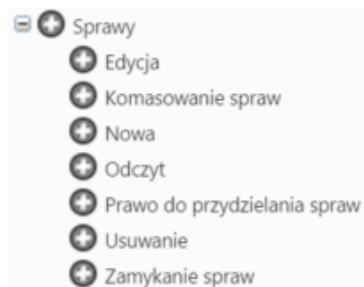 Sprawy
Edycja
Komasowanie spraw
Nowa
Odczyt
Prawo do przydzielania spraw
Usuwanie
Zamykanie spraw